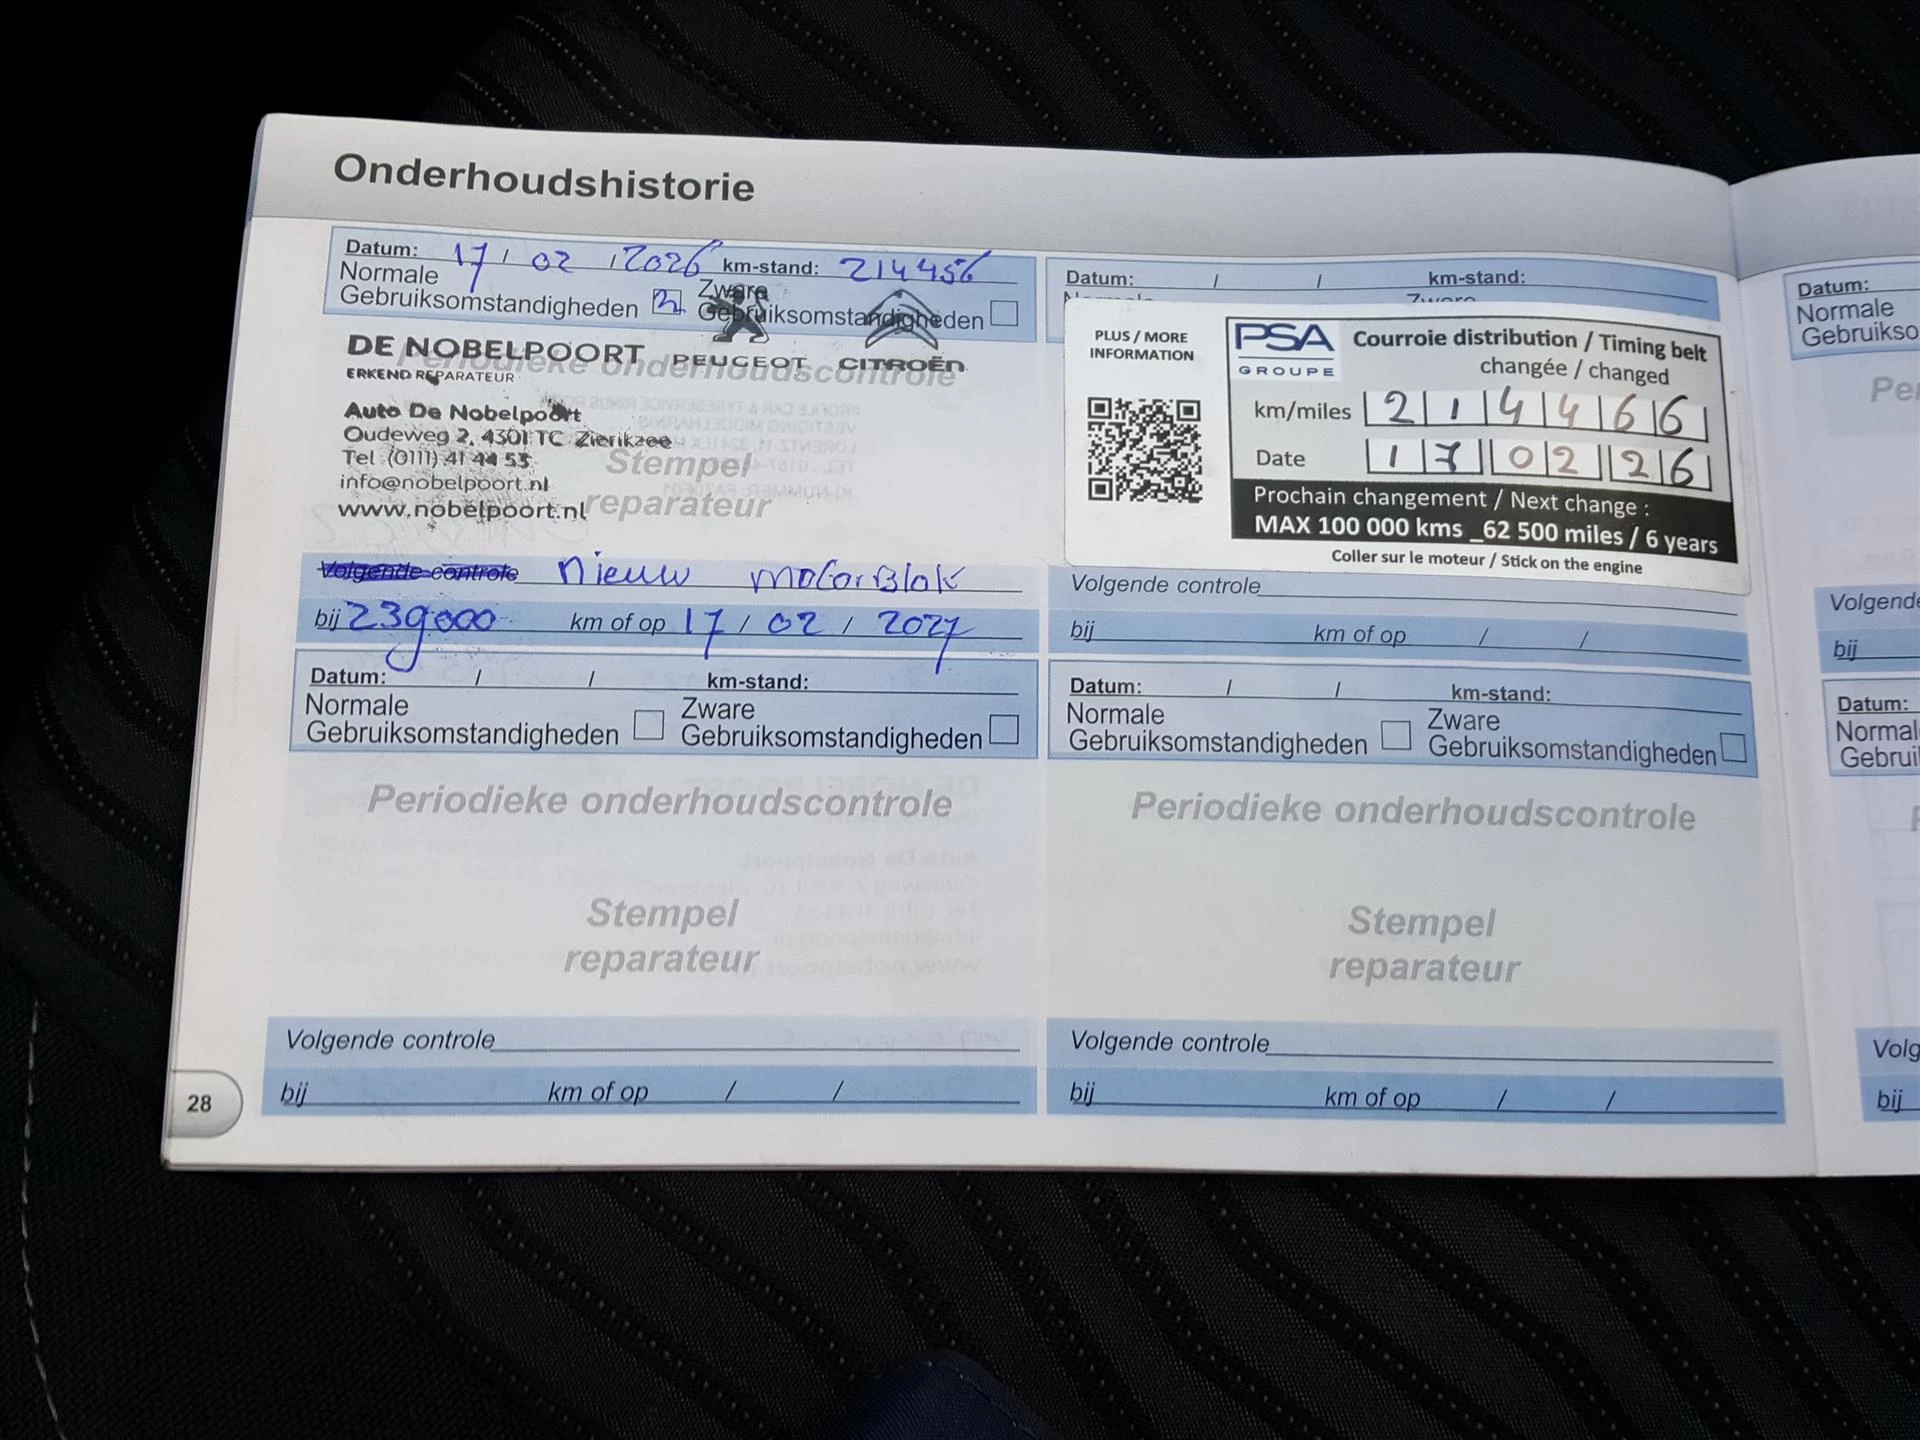 Onderhoudshistorie
Datum: 17 / 02 / 2026 km-stand: 214456
Normale
Gebruiksomstandigheden
Zware
Gebruiksomstandigheden
DE NOBELPOORT PEUGEOT CITROËN
ERKEND REPARATEUR
Periodieke onderhoudscontrole
Auto De Nobelpoort
Oudeweg 2, 4301 TC Zierikzee
Tel (0111) 41 44 53
info@nobelpoort.nl
www.nobelpoort.nl
Stempel
reparateur
Volgende controle nieuw motorBlok
bij 239000 km of op 17 / 02 / 2027
Datum: / / km-stand:
Zware
PLUS / MORE
INFORMATION
PSA
GROUPE
Courroie distribution / Timing belt
changée / changed
km/miles 214466
Date 17 02 26
Prochain changement / Next change :
MAX 100 000 kms _62 500 miles / 6 years
Coller sur le moteur / Stick on the engine
Volgende controle
bij km of op / /
Datum: / / km-stand:
Normale
Gebruiksomstandigheden
Zware
Gebruiksomstandigheden
Periodieke onderhoudscontrole
Stempel
reparateur
Volgende controle
bij km of op / /
Datum: / / km-stand:
Normale
Gebruiksomstandigheden
Zware
Gebruiksomstandigheden
Periodieke onderhoudscontrole
Stempel
reparateur
Volgende controle
bij km of op / /
28
Datum:
Normale
Gebruikso
Pe
Volgende
bij
Datum:
Normal
Gebrui
Volg
bij